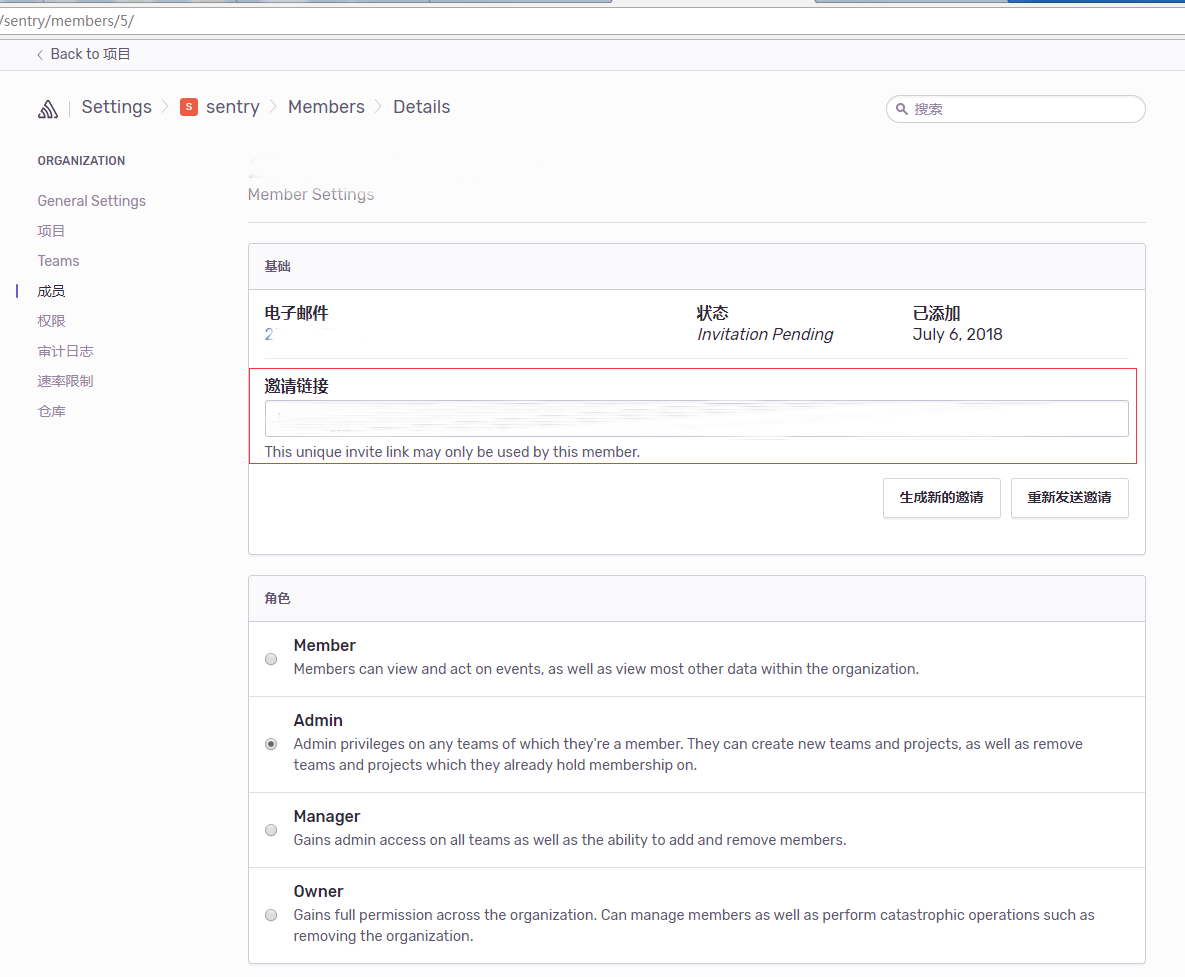 /sentry/members/5/
Back to 项目
Settings
S sentry
Members
Details
搜索
ORGANIZATION
General Settings
项目
Teams
成员
权限
审计日志
速率限制
仓库
Member Settings
基础
电子邮件
状态
已添加
2
Invitation Pending
July 6, 2018
邀请链接
This unique invite link may only be used by this member.
生成新的邀请
重新发送邀请
角色
Member
Members can view and act on events, as well as view most other data within the organization.
Admin
Admin privileges on any teams of which they're a member. They can create new teams and projects, as well as remove
teams and projects which they already hold membership on.
Manager
Gains admin access on all teams as well as the ability to add and remove members.
Owner
Gains full permission across the organization. Can manage members as well as perform catastrophic operations such as
removing the organization.